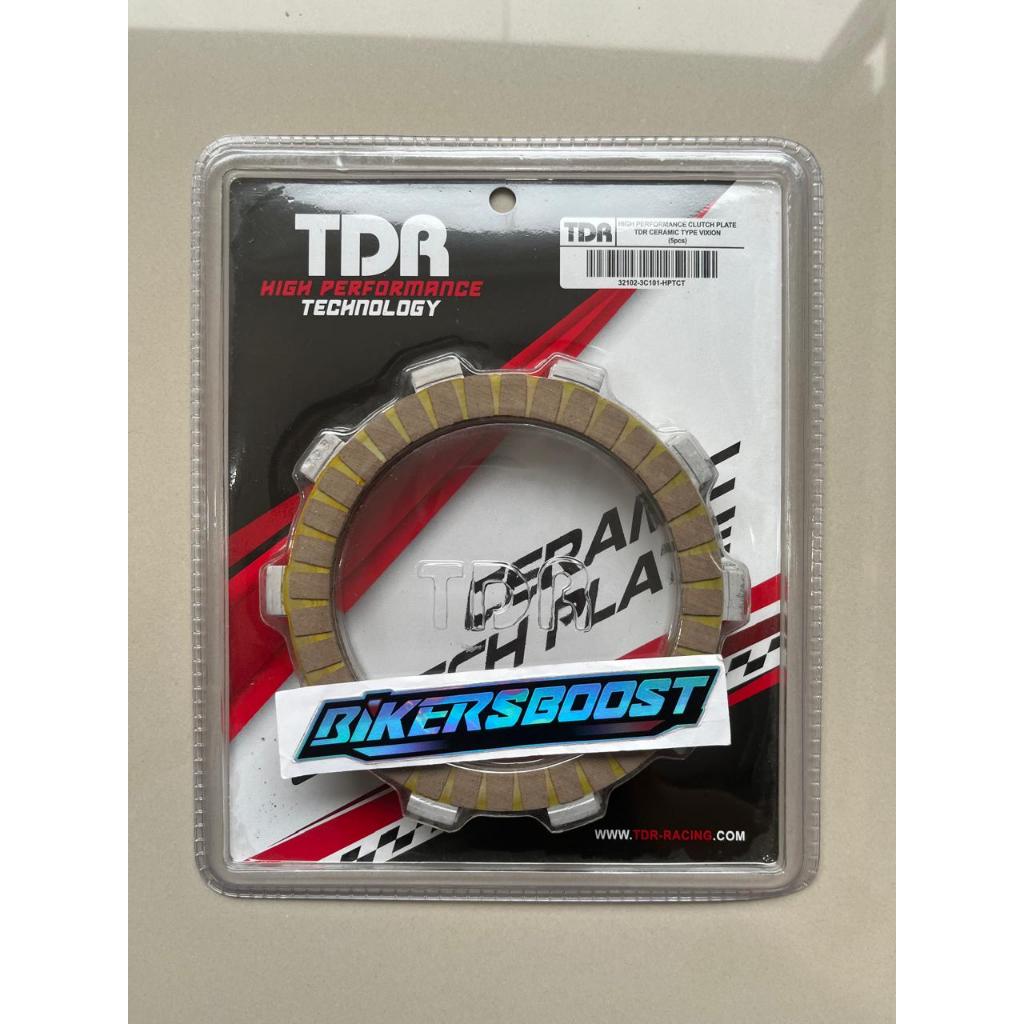 TDR
HIGH PERFORMANCE
TECHNOLOGY
TDR
HIGH PERFORMANCE CLUTCH PLATE
TDR CERAMIC TYPE VIXION
(5pcs)
32102-3C101-HPTCT
TDR
BIKERSBOOST
WWW.TDR-RACING.COM